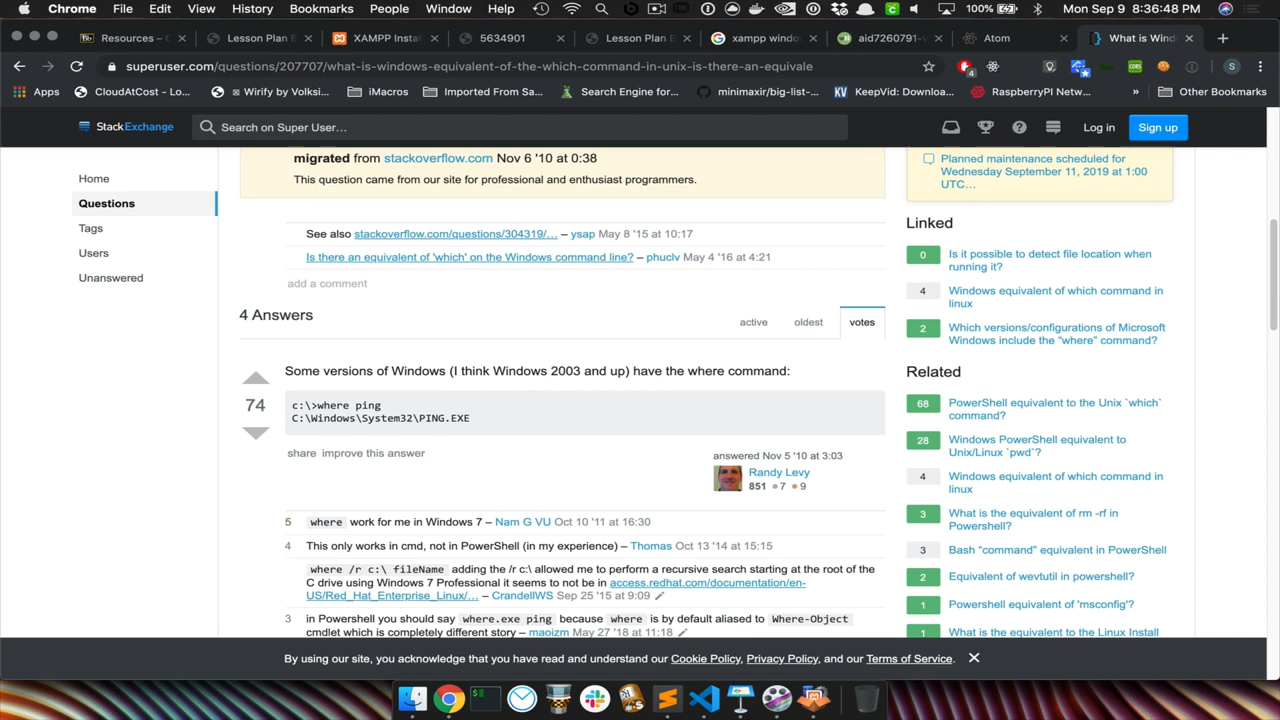 Chrome File Edit View History Bookmarks People Window Help 100% Mon Sep 9 8:36:48 PM
Resources – C Lesson Plan E XAMPP Insta 5634901 Lesson Plan E xampp windo aid7260791-v Atom What is Wind
superuser.com/questions/207707/what-is-windows-equivalent-of-the-which-command-in-unix-is-there-an-equivale
4 CORS S
Apps CloudAtCost - Lo... Wirify by Volksi... iMacros Imported From Sa... Search Engine for... minimaxir/big-list-... KV KeepVid: Downloa... RaspberryPI Netw... » Other Bookmarks
StackExchange Search on Super User… Log in Sign up
Home
Questions
Tags
Users
Unanswered
migrated from stackoverflow.com Nov 6 '10 at 0:38
This question came from our site for professional and enthusiast programmers.
See also stackoverflow.com/questions/304319/… – ysap May 8 '15 at 10:17
Is there an equivalent of 'which' on the Windows command line? – phuclv May 4 '16 at 4:21
add a comment
4 Answers
active oldest votes
74
Some versions of Windows (I think Windows 2003 and up) have the where command:
c:\>where ping
C:\Windows\System32\PING.EXE
share improve this answer
answered Nov 5 '10 at 3:03
Randy Levy
851 7 9
5 where work for me in Windows 7 – Nam G VU Oct 10 '11 at 16:30
4 This only works in cmd, not in PowerShell (in my experience) – Thomas Oct 13 '14 at 15:15
where /r c:\ fileName adding the /r c:\ allowed me to perform a recursive search starting at the root of the
C drive using Windows 7 Professional it seems to not be in access.redhat.com/documentation/en-
US/Red_Hat_Enterprise_Linux/… – CrandellWS Sep 25 '15 at 9:09
3 in Powershell you should say where.exe ping because where is by default aliased to Where-Object
cmdlet which is completely different story – maoizm May 27 '18 at 11:18
Planned maintenance scheduled for
Wednesday September 11, 2019 at 1:00
UTC…
Linked
0 Is it possible to detect file location when
running it?
4 Windows equivalent of which command in
linux
2 Which versions/configurations of Microsoft
Windows include the “where” command?
Related
68 PowerShell equivalent to the Unix `which`
command?
28 Windows PowerShell equivalent to
Unix/Linux `pwd`?
4 Windows equivalent of which command in
linux
3 What is the equivalent of rm -rf in
Powershell?
3 Bash “command” equivalent in PowerShell
2 Equivalent of wevtutil in powershell?
1 Powershell equivalent of 'msconfig'?
1 What is the equivalent to the Linux Install
By using our site, you acknowledge that you have read and understand our Cookie Policy, Privacy Policy, and our Terms of Service.